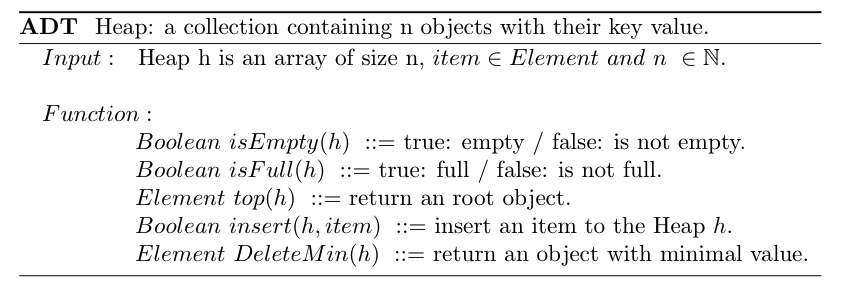 ADT Heap: a collection containing n objects with their key value.
Input : Heap h is an array of size n, item ∈ Element and n ∈ ℕ.
Function :
Boolean isEmpty(h) ::= true: empty / false: is not empty.
Boolean isFull(h) ::= true: full / false: is not full.
Element top(h) ::= return an root object.
Boolean insert(h, item) ::= insert an item to the Heap h.
Element DeleteMin(h) ::= return an object with minimal value.